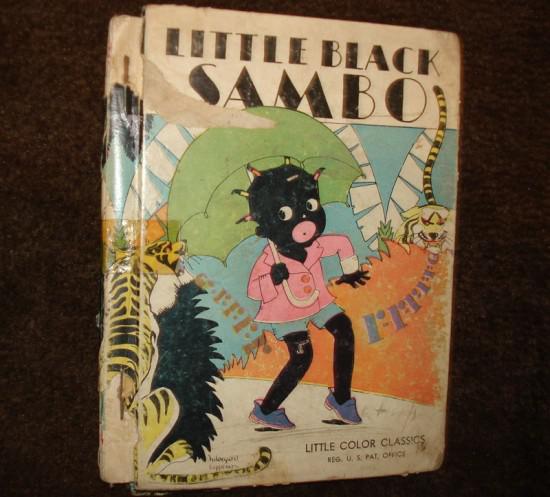 LITTLE BLACK
SAMBO
LITTLE COLOR CLASSICS
REG. U. S. PAT. OFFICE